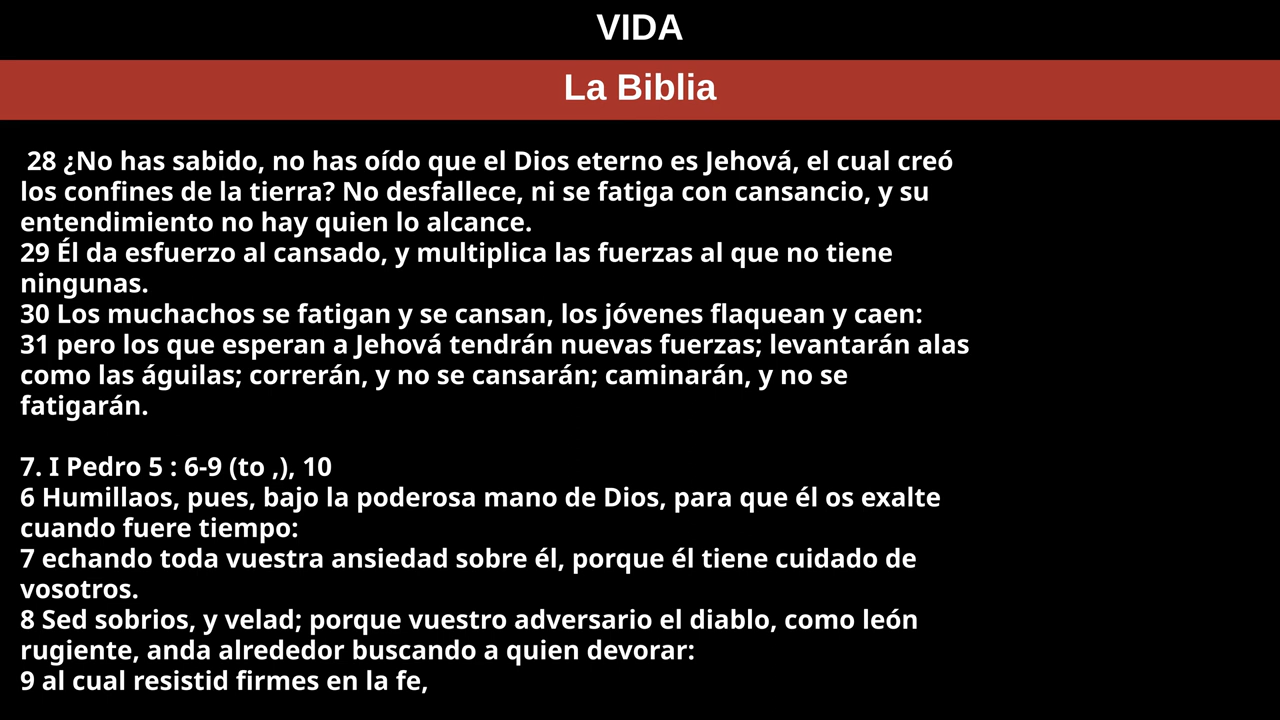 VIDA
La Biblia
28 ¿No has sabido, no has oído que el Dios eterno es Jehová, el cual creó
los confines de la tierra? No desfallece, ni se fatiga con cansancio, y su
entendimiento no hay quien lo alcance.
29 Él da esfuerzo al cansado, y multiplica las fuerzas al que no tiene
ningunas.
30 Los muchachos se fatigan y se cansan, los jóvenes flaquean y caen:
31 pero los que esperan a Jehová tendrán nuevas fuerzas; levantarán alas
como las águilas; correrán, y no se cansarán; caminarán, y no se
fatigarán.
7. I Pedro 5 : 6-9 (to ,), 10
6 Humillaos, pues, bajo la poderosa mano de Dios, para que él os exalte
cuando fuere tiempo:
7 echando toda vuestra ansiedad sobre él, porque él tiene cuidado de
vosotros.
8 Sed sobrios, y velad; porque vuestro adversario el diablo, como león
rugiente, anda alrededor buscando a quien devorar:
9 al cual resistid firmes en la fe,